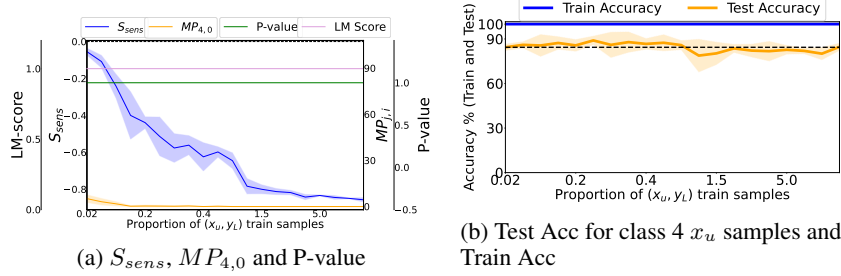 S_sens MP_4,0 P-value LM Score
LM-score
1.0
0.5
0.0
S_sens
0.0
−0.2
−0.4
−0.6
−0.8
0.02 0.2 0.4 1.5 5.0
Proportion of (x_u, y_L) train samples
90
60
30
0
MP_j,i
1.0
0.5
0.0
−0.5
P-value
(a) S_sens, MP_4,0 and P-value
Train Accuracy Test Accuracy
Accuracy % (Train and Test)
100
90
60
30
0
0.02 0.2 0.4 1.5 5.0
Proportion of (x_u, y_L) train samples
(b) Test Acc for class 4 x_u samples and
Train Acc